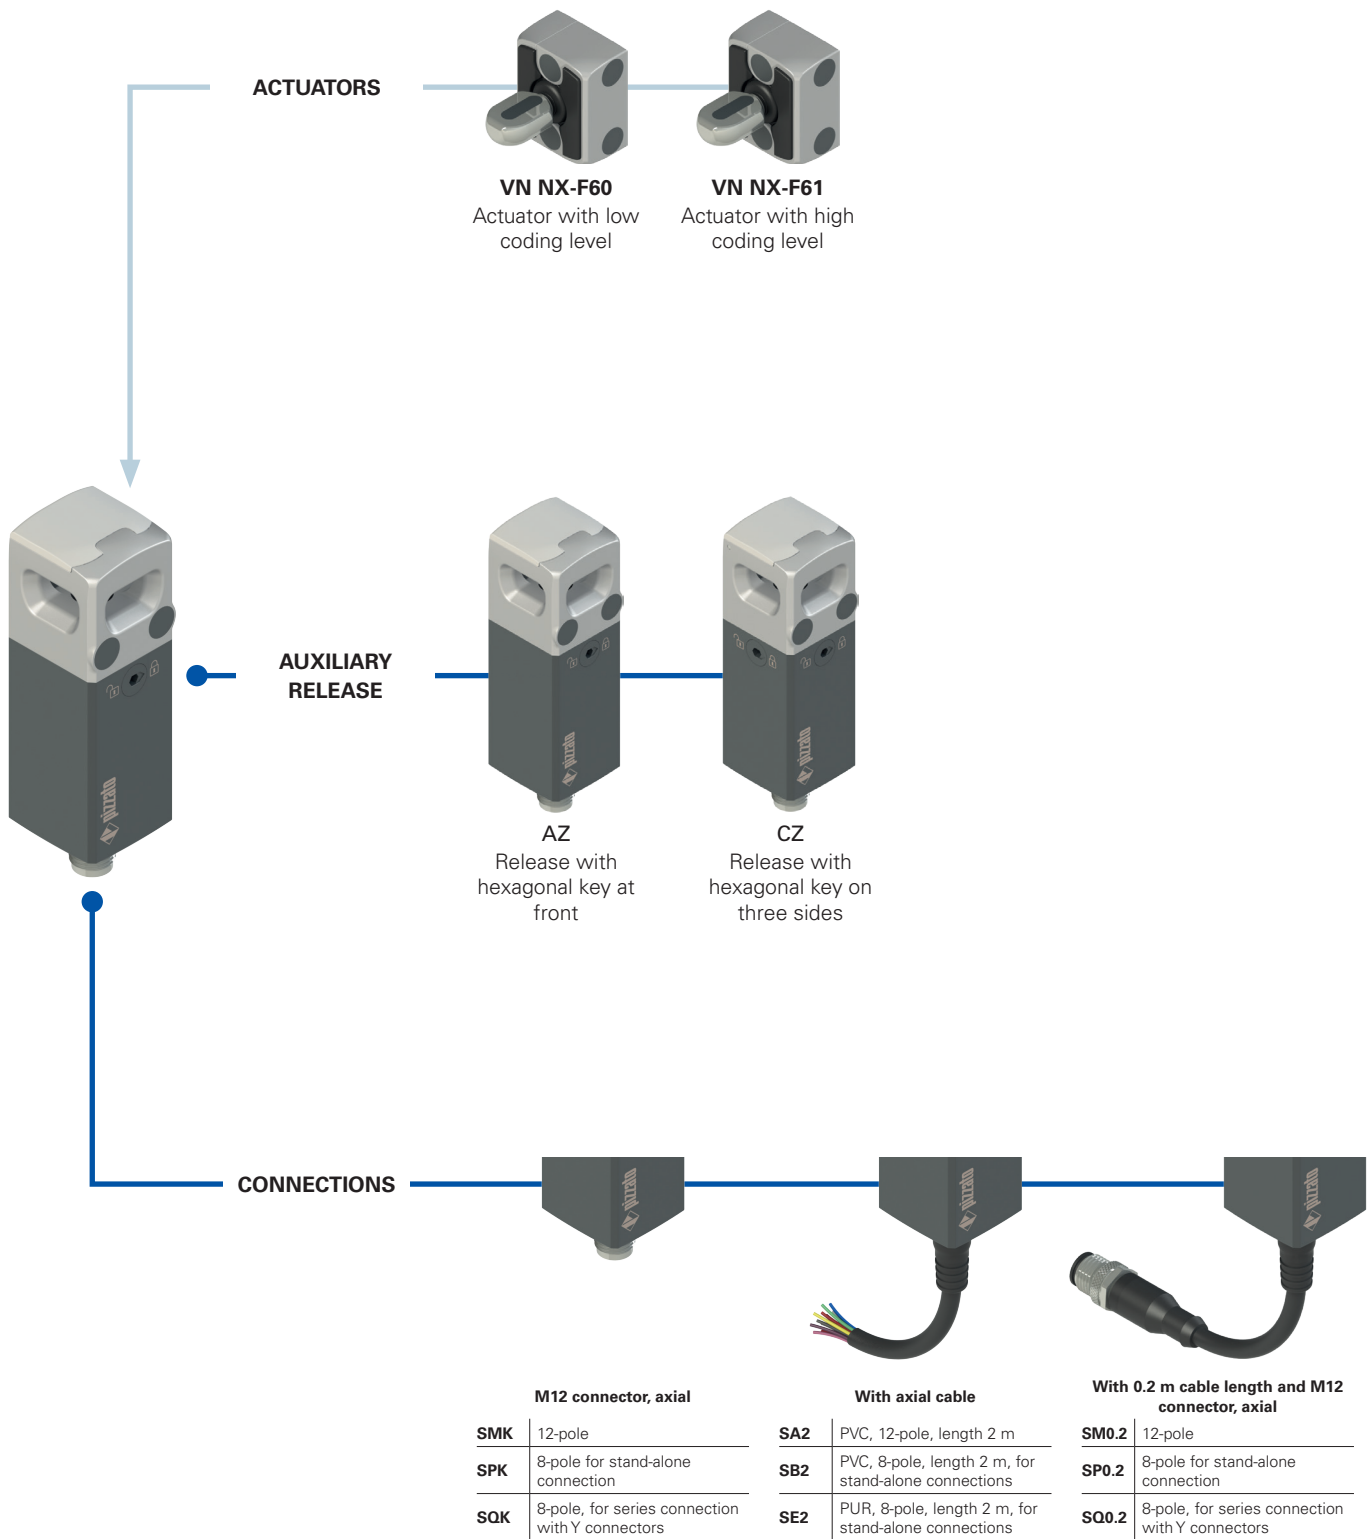 ACTUATORS
VN NX-F60
Actuator with low
coding level
VN NX-F61
Actuator with high
coding level
AUXILIARY
RELEASE
pizzato
pizzato
pizzato
AZ
Release with
hexagonal key at
front
CZ
Release with
hexagonal key on
three sides
CONNECTIONS
pizzato
pizzato
pizzato
M12 connector, axial
SMK 12-pole
SPK 8-pole for stand-alone
connection
SQK 8-pole, for series connection
with Y connectors
With axial cable
SA2 PVC, 12-pole, length 2 m
SB2 PVC, 8-pole, length 2 m, for
stand-alone connections
SE2 PUR, 8-pole, length 2 m, for
stand-alone connections
With 0.2 m cable length and M12
connector, axial
SM0.2 12-pole
SP0.2 8-pole for stand-alone
connection
SQ0.2 8-pole, for series connection
with Y connectors